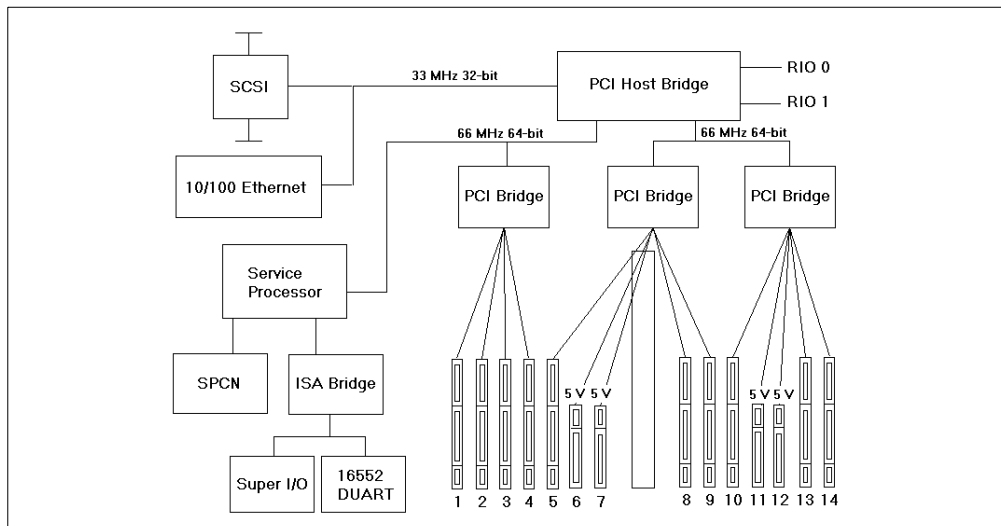 SCSI
33 MHz 32-bit
PCI Host Bridge
RIO 0
RIO 1
66 MHz 64-bit
66 MHz 64-bit
10/100 Ethernet
PCI Bridge
PCI Bridge
PCI Bridge
Service
Processor
SPCN
ISA Bridge
5 V
5 V
5 V
5 V
Super I/O
16552
DUART
1 2 3 4 5 6 7 8 9 10 11 12 13 14